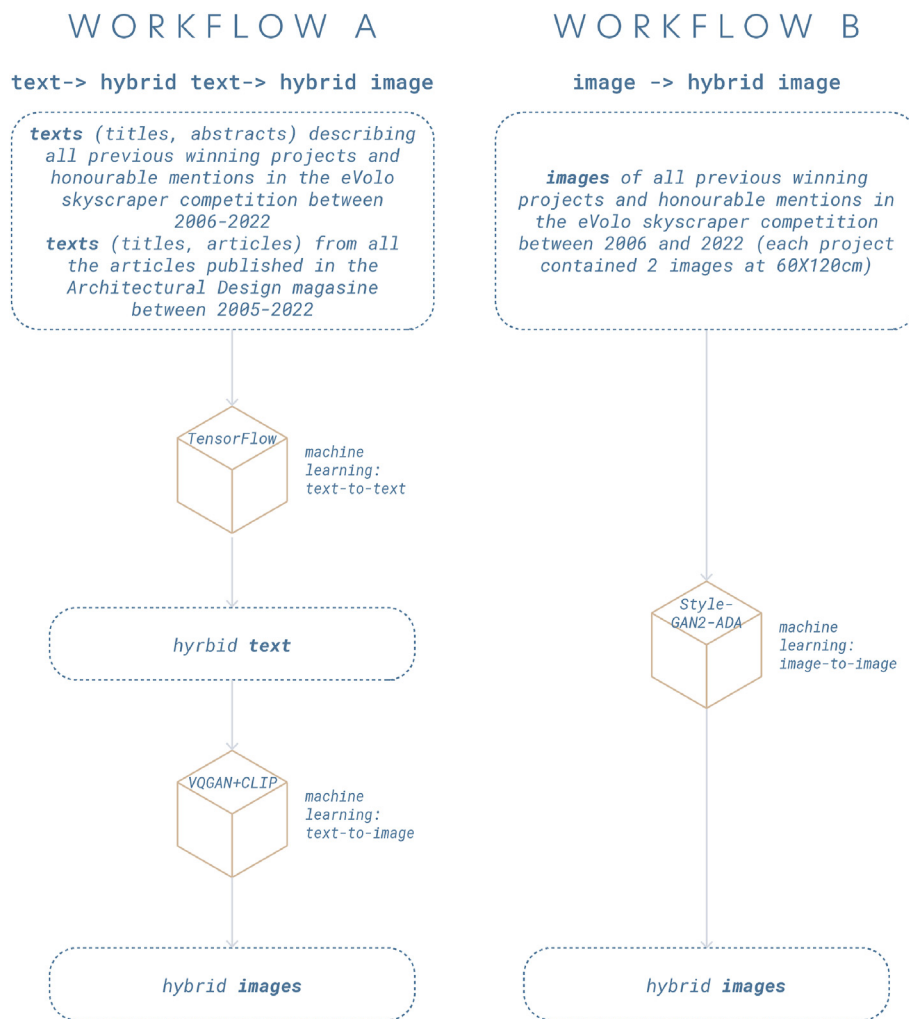 WORKFLOW A
text-> hybrid text-> hybrid image
texts (titles, abstracts) describing
all previous winning projects and
honourable mentions in the eVolo
skyscraper competition between
2006-2022
texts (titles, articles) from all
the articles published in the
Architectural Design magasine
between 2005-2022
TensorFlow
machine
learning:
text-to-text
hyrbid text
VQGAN+CLIP
machine
learning:
text-to-image
hybrid images
WORKFLOW B
image -> hybrid image
images of all previous winning
projects and honourable mentions in
the eVolo skyscraper competition
between 2006 and 2022 (each project
contained 2 images at 60X120cm)
Style-
GAN2-ADA
machine
learning:
image-to-image
hybrid images